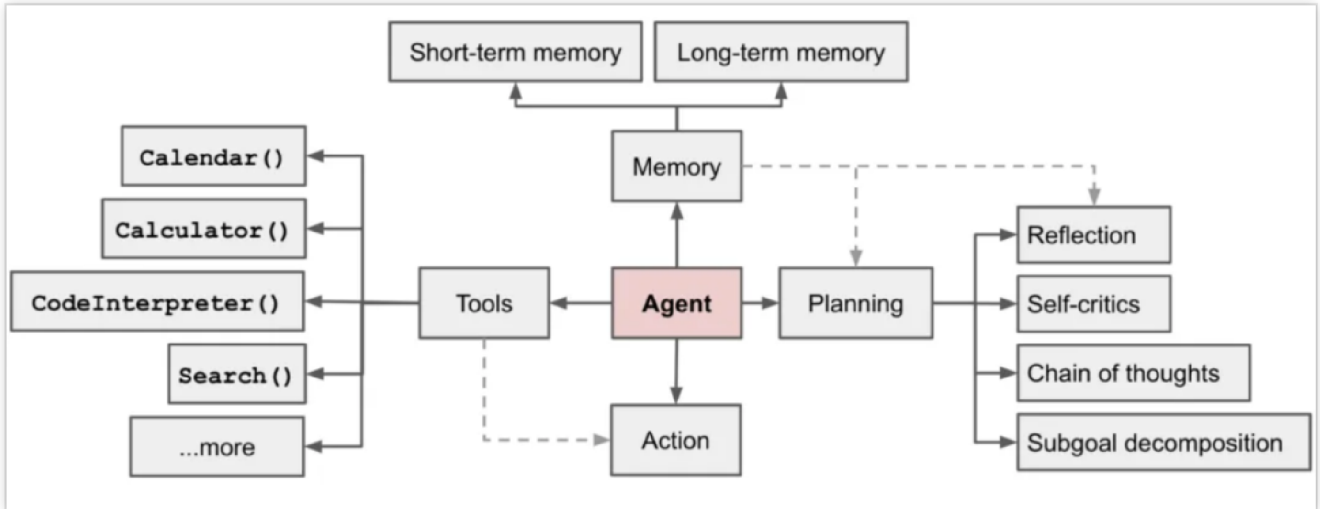 Short-term memory
Long-term memory
Calendar()
Memory
Calculator()
Reflection
CodeInterpreter()
Tools
Agent
Planning
Self-critics
Search()
Chain of thoughts
...more
Action
Subgoal decomposition